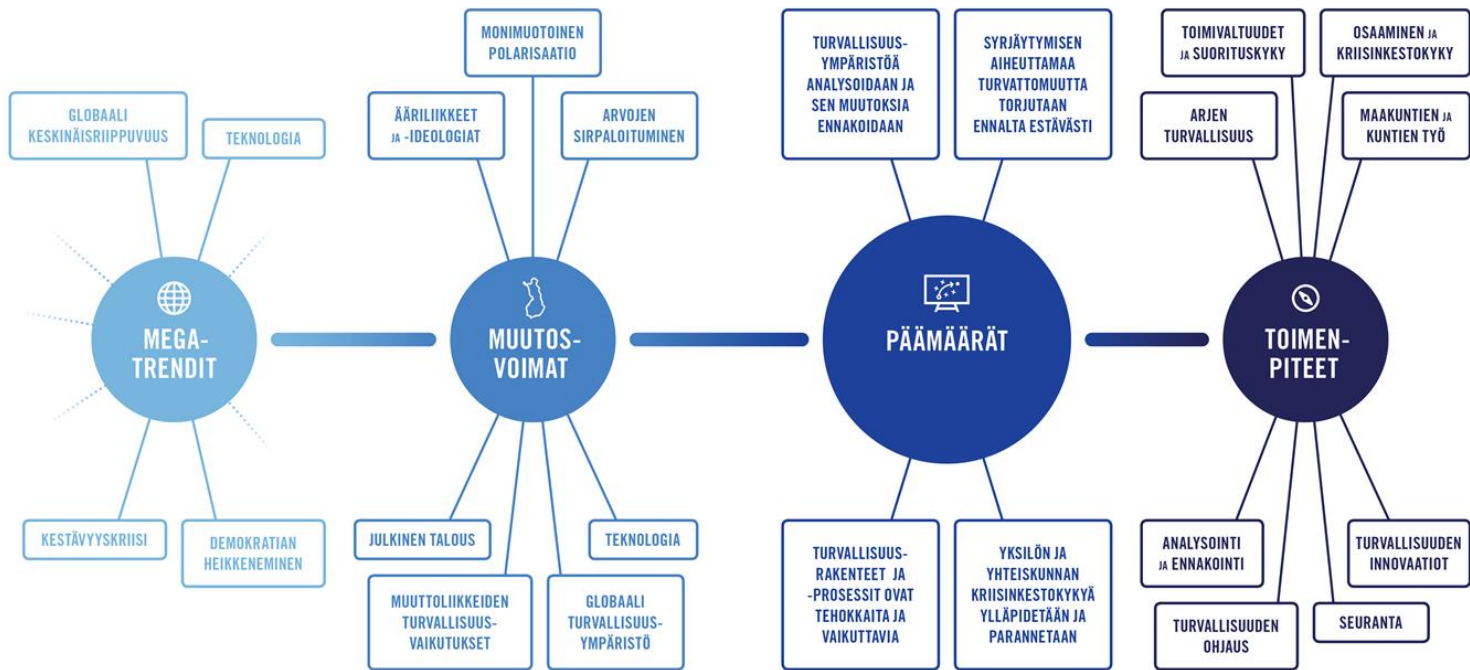 GLOBAALI
KESKINÄISRIIPPUVUUS
TEKNOLOGIA
MEGA-
TRENDIT
KESTÄVYYSKRIISI
DEMOKRATIAN
HEIKKENEMINEN
MONIMUOTOINEN
POLARISAATIO
ÄÄRILIIKKEET
JA -IDEOLOGIAT
ARVOJEN
SIRPALOITUMINEN
MUUTOS-
VOIMAT
JULKINEN TALOUS
TEKNOLOGIA
MUUTTOLIIKKEIDEN
TURVALLISUUS-
VAIKUTUKSET
GLOBAALI
TURVALLISUUS-
YMPÄRISTÖ
TURVALLISUUS-
YMPÄRISTÖÄ
ANALYSOIDAAN JA
SEN MUUTOKSIA
ENNAKOIDAAN
SYRJÄYTYMISEN
AIHEUTTAMAA
TURVATTOMUUTTA
TORJUTAAN
ENNALTA ESTÄVÄSTI
PÄÄMÄÄRÄT
TURVALLISUUS-
RAKENTEET JA
-PROSESSIT OVAT
TEHOKKAITA JA
VAIKUTTAVIA
YKSILÖN JA
YHTEISKUNNAN
KRIISINKESTOKYKYÄ
YLLÄPIDETÄÄN JA
PARANNETAAN
TOIMIVALTUUDET
JA SUORITUSKYKY
OSAAMINEN JA
KRIISINKESTOKYKY
ARJEN
TURVALLISUUS
MAAKUNTIEN JA
KUNTIEN TYÖ
TOIMEN-
PITEET
ANALYSOINTI
JA ENNAKOINTI
TURVALLISUUDEN
INNOVAATIOT
TURVALLISUUDEN
OHJAUS
SEURANTA